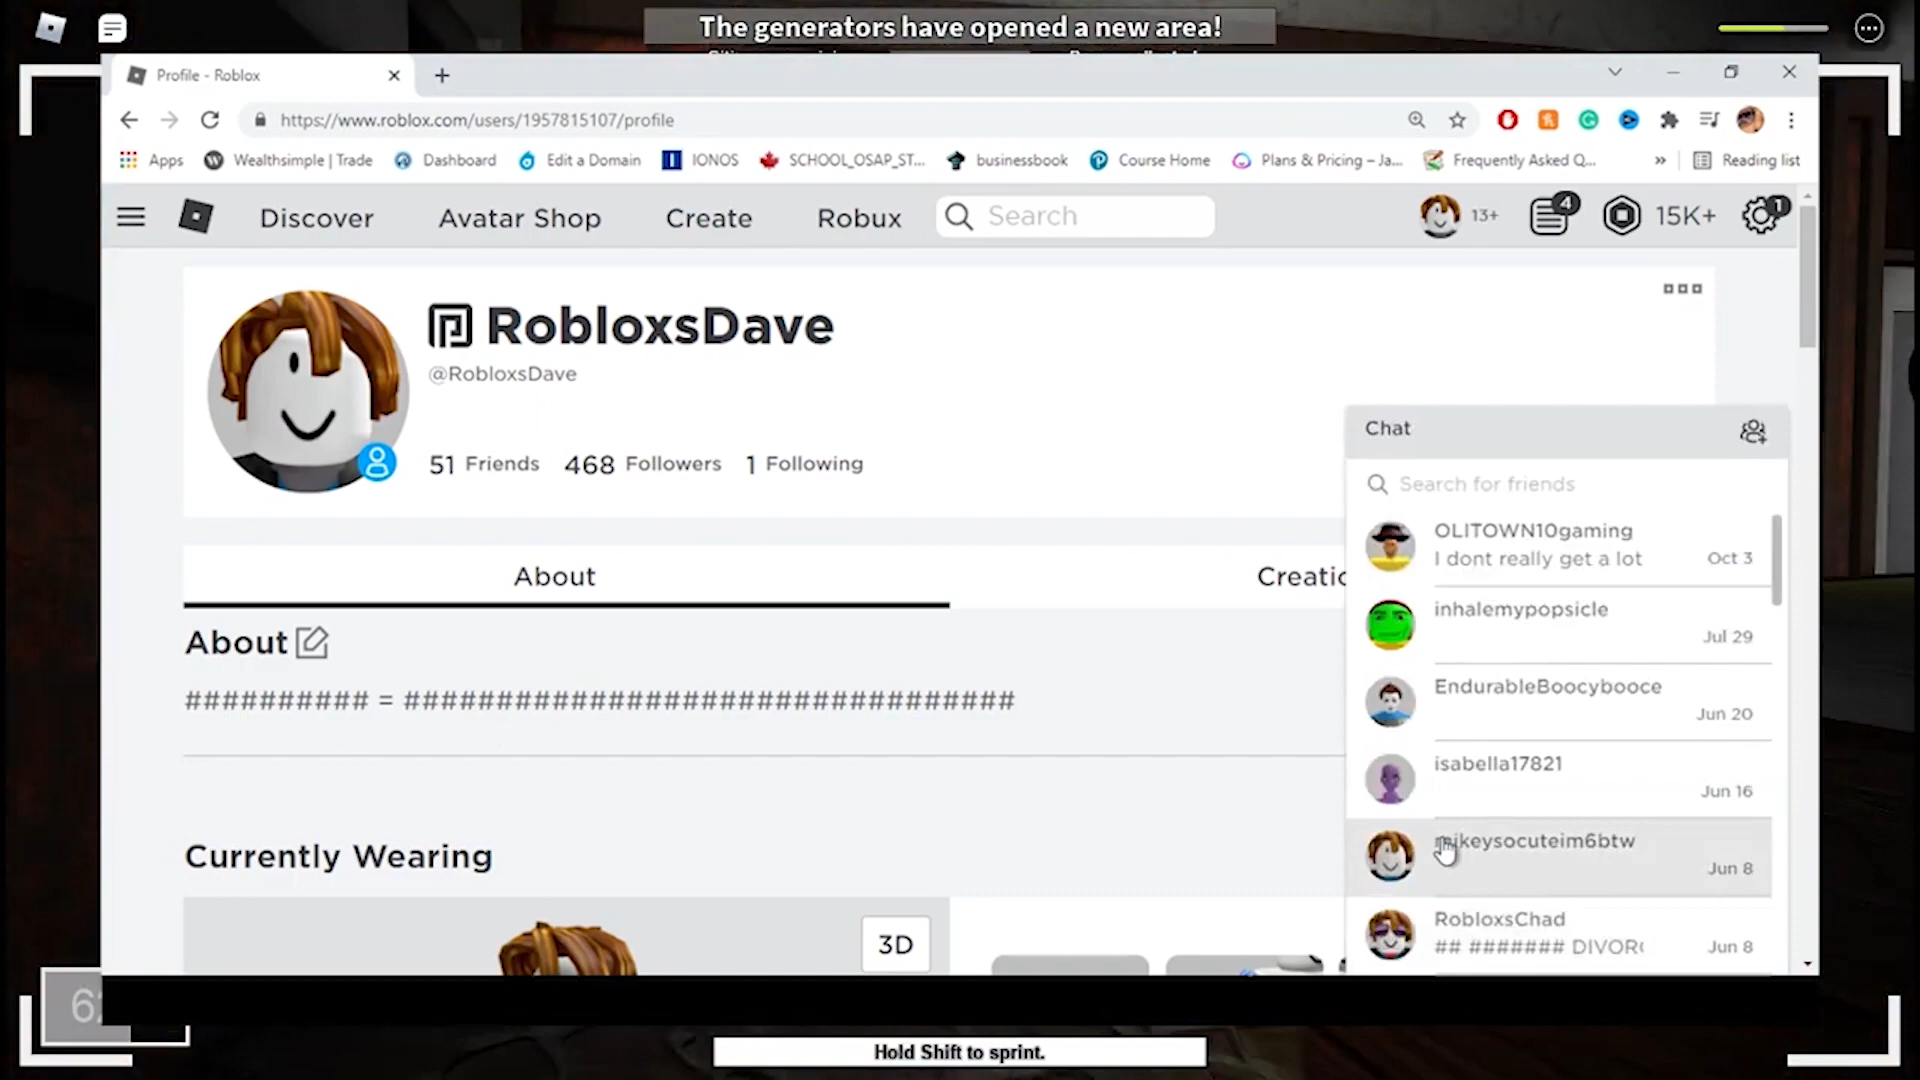 The generators have opened a new area!
Profile - Roblox
https://www.roblox.com/users/1957815107/profile
Apps
Wealthsimple | Trade
Dashboard
Edit a Domain
IONOS
SCHOOL_OSAP_ST...
businessbook
Course Home
Plans & Pricing – Ja...
Frequently Asked Q...
»
Reading list
Discover
Avatar Shop
Create
Robux
Search
13+
4
15K+
1
RobloxsDave
@RobloxsDave
51 Friends 468 Followers 1 Following
Chat
Search for friends
OLITOWN10gaming
I dont really get a lot Oct 3
inhalemypopsicle
Jul 29
EndurableBoocybooce
Jun 20
isabella17821
Jun 16
mikeysocuteim6btw
Jun 8
RobloxsChad
## ####### DIVOR Jun 8
About
Creatic
About
########## = #################################
Currently Wearing
3D
Hold Shift to sprint.